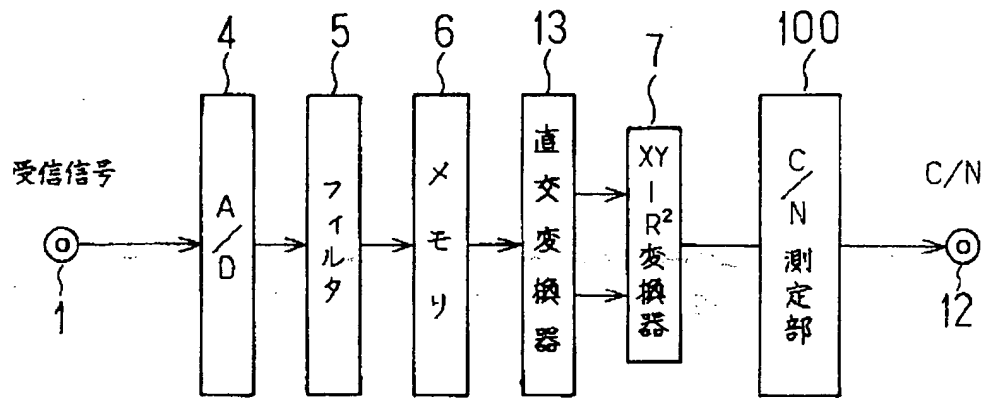 4
5
6
13
7
100
受信信号
1
A/D
フィルタ
メモリ
直交変換器
XY-R²変換器
C/N測定部
C/N
12